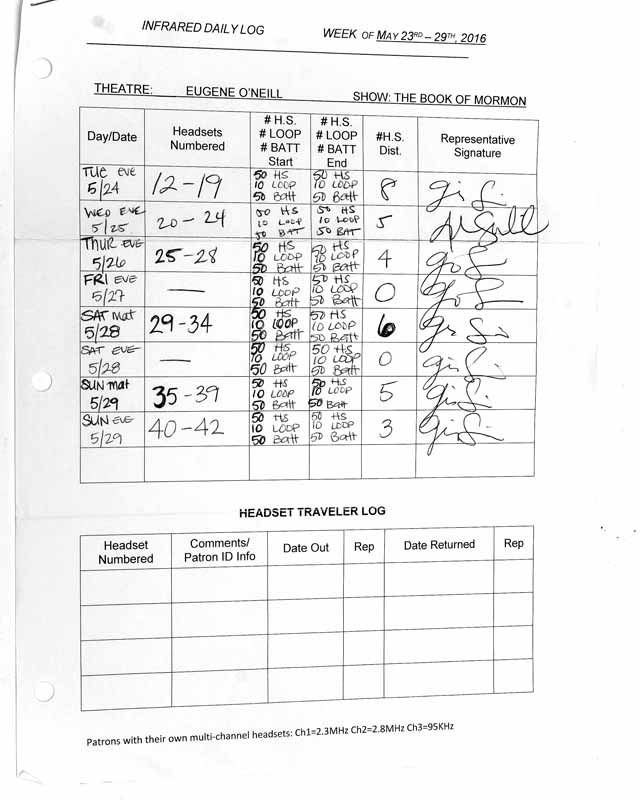 INFRARED DAILY LOG WEEK OF MAY 23RD – 29TH, 2016
THEATRE: EUGENE O'NEILL SHOW: THE BOOK OF MORMON
Day/Date Headsets Numbered # H.S. # LOOP # BATT Start # H.S. # LOOP # BATT End #H.S. Dist. Representative Signature
TUE eve 5/24 12-19 50 HS 10 LOOP 50 Batt 50 HS 10 LOOP 50 Batt 8
WED EVE 5/25 20-24 50 HS 10 LOOP 50 BAT 50 HS 10 LOOP 50 BAT 5
THUR eve 5/26 25-28 50 HS 10 LOOP 50 Batt 50 HS 10 LOOP 50 Batt 4
FRI EVE 5/27 — 50 HS 10 LOOP 50 Batt 50 HS 10 LOOP 50 Batt 0
SAT Mat 5/28 29-34 50 HS 10 LOOP 50 Batt 50 HS 10 LOOP 50 Batt 6
SAT EVE 5/28 — 50 HS 10 LOOP 50 Batt 50 HS 10 LOOP 50 Batt 0
SUN mat 5/29 35-39 50 HS 10 LOOP 50 Batt 50 HS 10 LOOP 50 Batt 5
SUN EVE 5/29 40-42 50 HS 10 LOOP 50 Batt 50 HS 10 LOOP 50 Batt 3
HEADSET TRAVELER LOG
Headset Numbered Comments/ Patron ID Info Date Out Rep Date Returned Rep
Patrons with their own multi-channel headsets: Ch1=2.3MHz Ch2=2.8MHz Ch3=95KHz